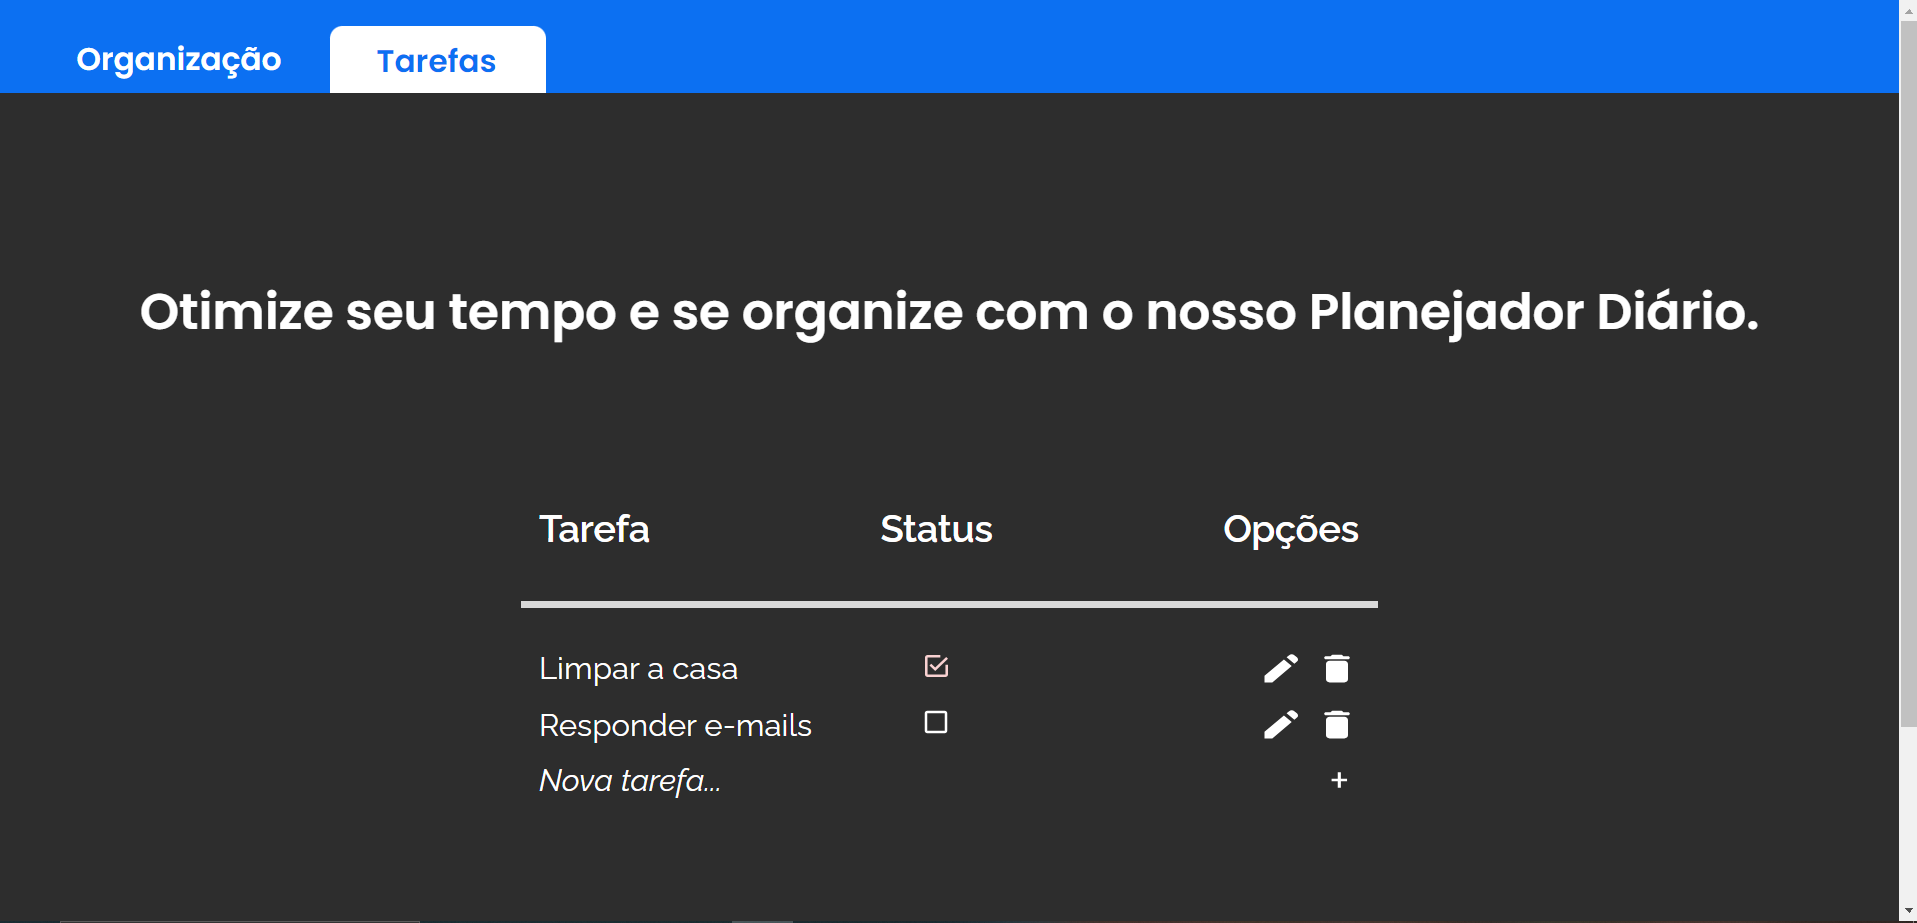 Organização
Tarefas
Otimize seu tempo e se organize com o nosso Planejador Diário.
Tarefa Status Opções
Limpar a casa
Responder e-mails
Nova tarefa...
+